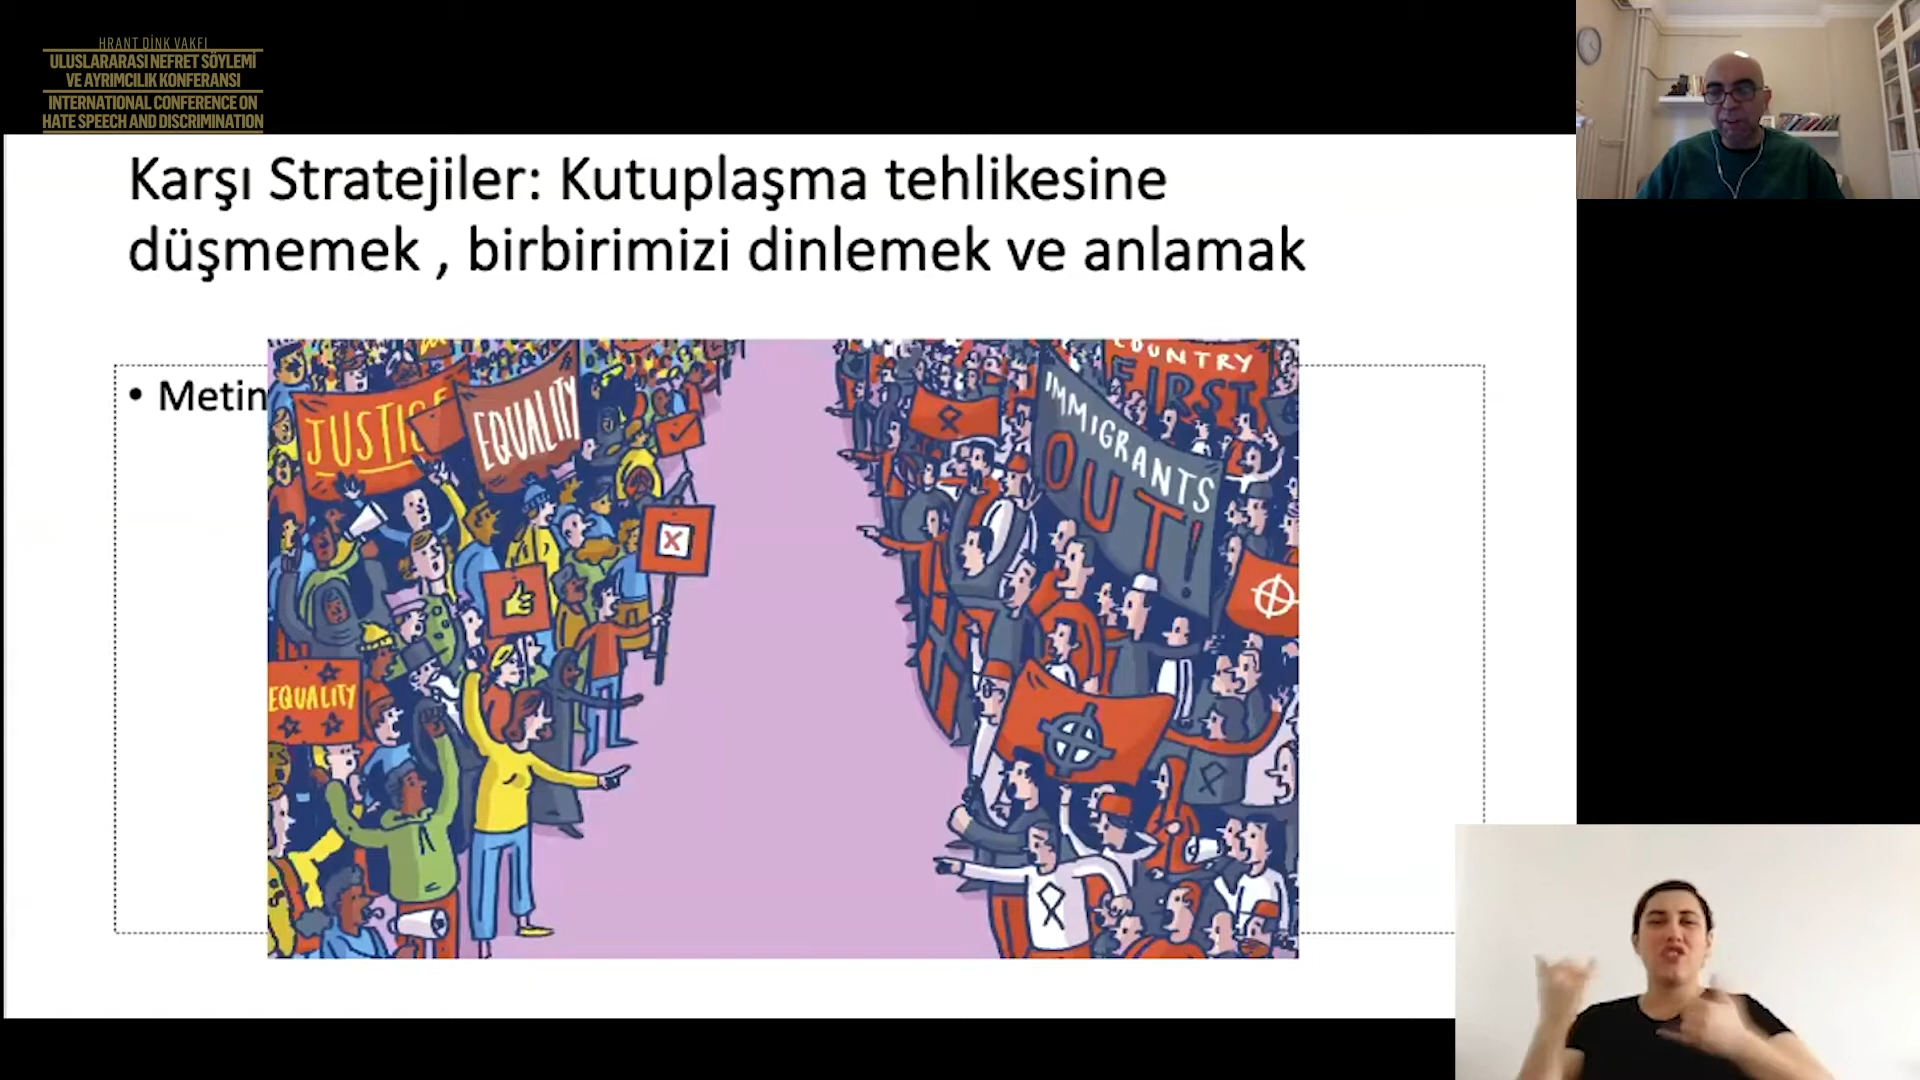 HRANT DİNK VAKFI
ULUSLARARASI NEFRET SÖYLEMİ
VE AYRIMCILIK KONFERANSI
INTERNATIONAL CONFERENCE ON
HATE SPEECH AND DISCRIMINATION
Karşı Stratejiler: Kutuplaşma tehlikesine
düşmemek , birbirimizi dinlemek ve anlamak
• Metin
JUSTICE
EQUALITY
EQUALITY
COUNTRY
FIRST
IMMIGRANTS
OUT!